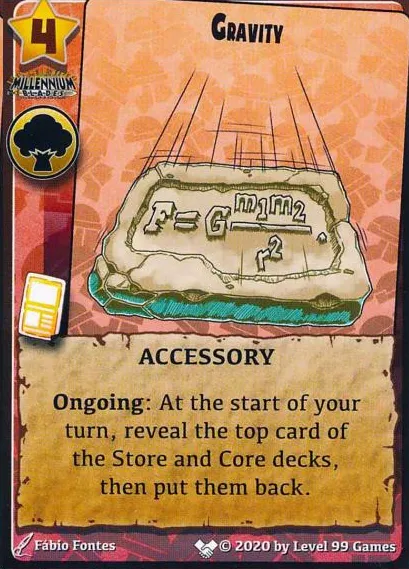 Gravity
4
MILLENNIUM
BLADES
F = G m1m2
r².
ACCESSORY
Ongoing: At the start of your
turn, reveal the top card of
the Store and Core decks,
then put them back.
Fábio Fontes
© 2020 by Level 99 Games